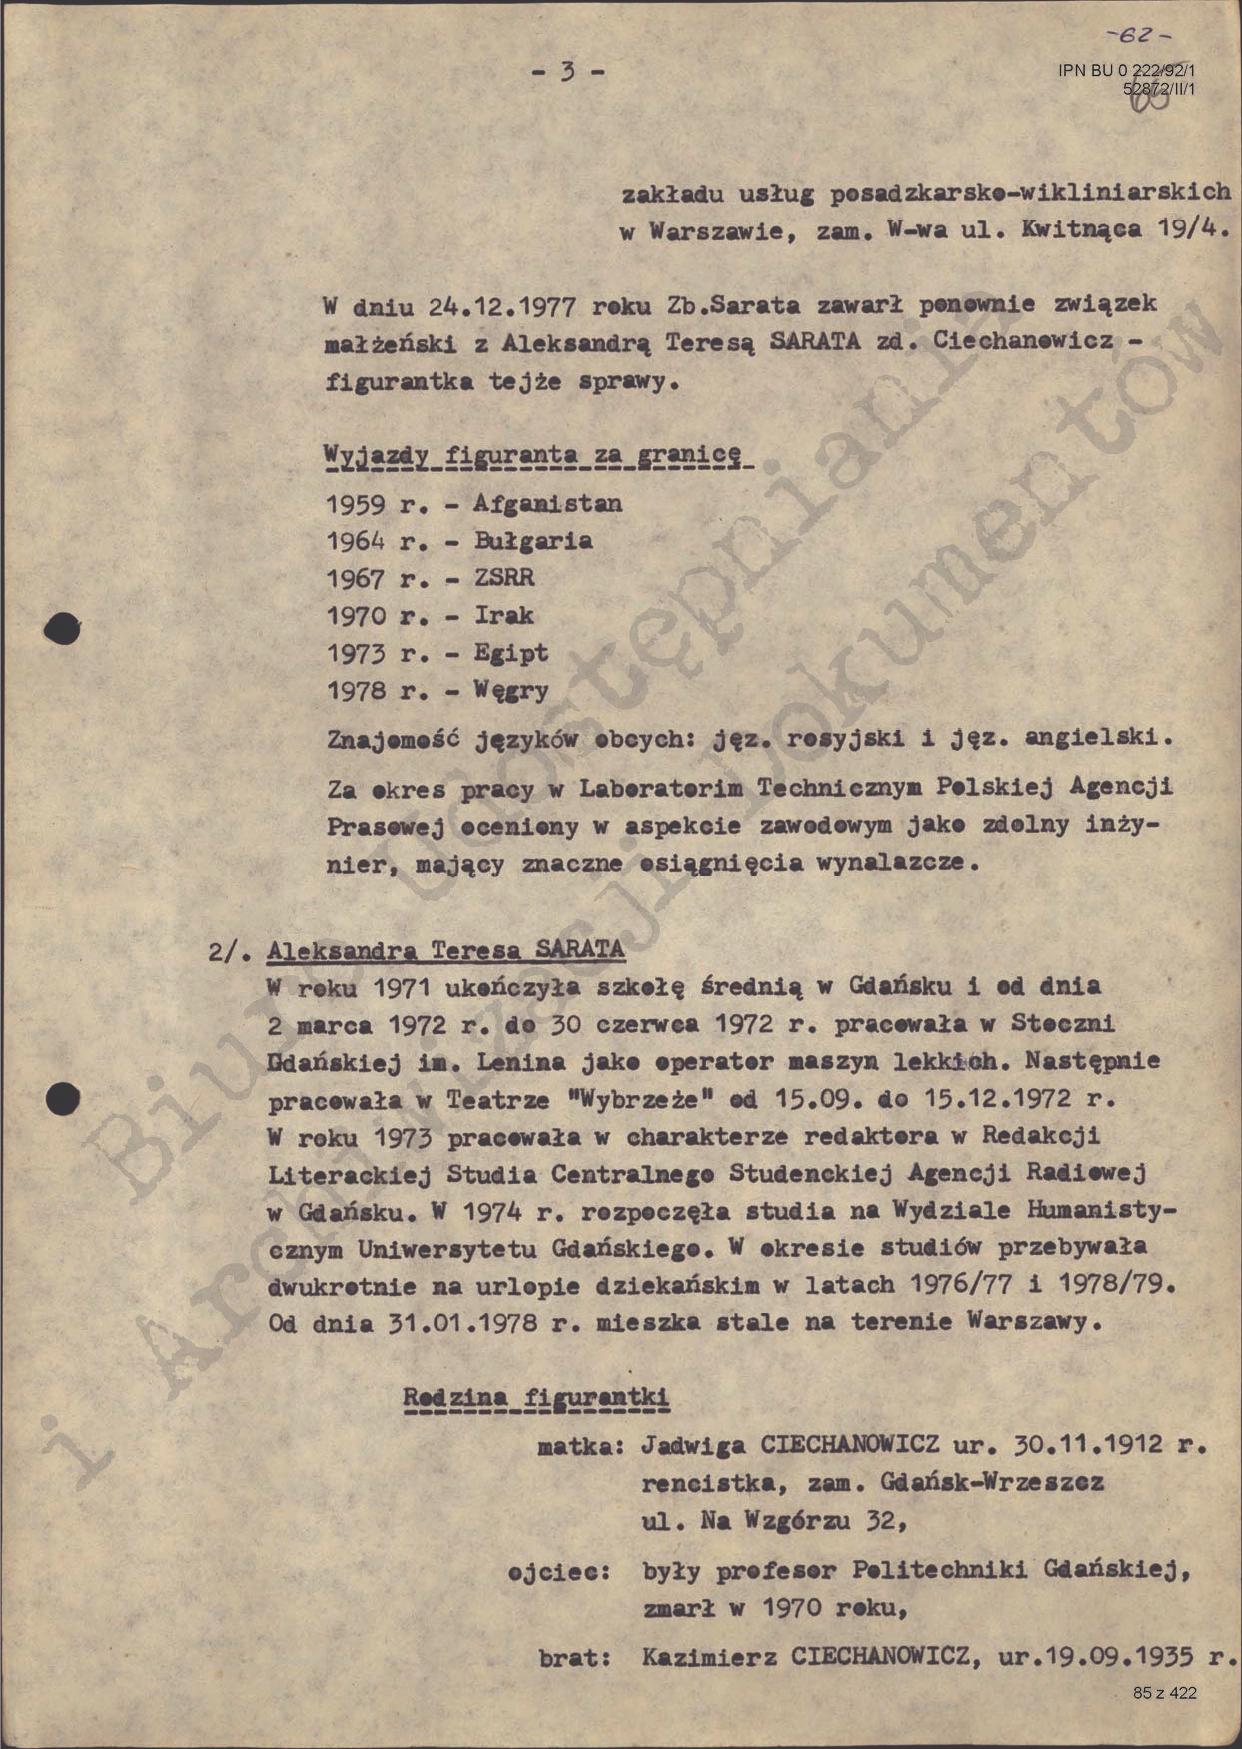 -62-
- 3 -
IPN BU 0 222/92/1
52872/II/1
65
zakładu usług posadzkarsko-wikliniarskich
w Warszawie, zam. W-wa ul. Kwitnąca 19/4.
W dniu 24.12.1977 roku Zb.Sarata zawarł ponownie związek
małżeński z Aleksandrą Teresą SARATA zd. Ciechanowicz -
figurantka tejże sprawy.
Wyjazdy figuranta za granicę
1959 r. - Afganistan
1964 r. - Bułgaria
1967 r. - ZSRR
1970 r. - Irak
1973 r. - Egipt
1978 r. - Węgry
Znajomość języków obcych: jęz. rosyjski i jęz. angielski.
Za okres pracy w Laboratorim Technicznym Polskiej Agencji
Prasowej oceniony w aspekcie zawodowym jako zdolny inży-
nier, mający znaczne osiągnięcia wynalazcze.
2/. Aleksandra Teresa SARATA
W roku 1971 ukończyła szkołę średnią w Gdańsku i od dnia
2 marca 1972 r. do 30 czerwca 1972 r. pracowała w Stoczni
Gdańskiej im. Lenina jako operator maszyn lekkich. Następnie
pracowała w Teatrze "Wybrzeże" od 15.09. do 15.12.1972 r.
W roku 1973 pracowała w charakterze redaktora w Redakcji
Literackiej Studia Centralnego Studenckiej Agencji Radiowej
w Gdańsku. W 1974 r. rozpoczęła studia na Wydziale Humanisty-
cznym Uniwersytetu Gdańskiego. W okresie studiów przebywała
dwukrotnie na urlopie dziekańskim w latach 1976/77 i 1978/79.
Od dnia 31.01.1978 r. mieszka stale na terenie Warszawy.
Rodzina figurantki
matka: Jadwiga CIECHANOWICZ ur. 30.11.1912 r.
rencistka, zam. Gdańsk-Wrzeszcz
ul. Na Wzgórzu 32,
ojciec: były profesor Politechniki Gdańskiej,
zmarł w 1970 roku,
brat: Kazimierz CIECHANOWICZ, ur.19.09.1935 r.
85 z 422
Biuro Udostępniania
i Archiwizacji Dokumentów